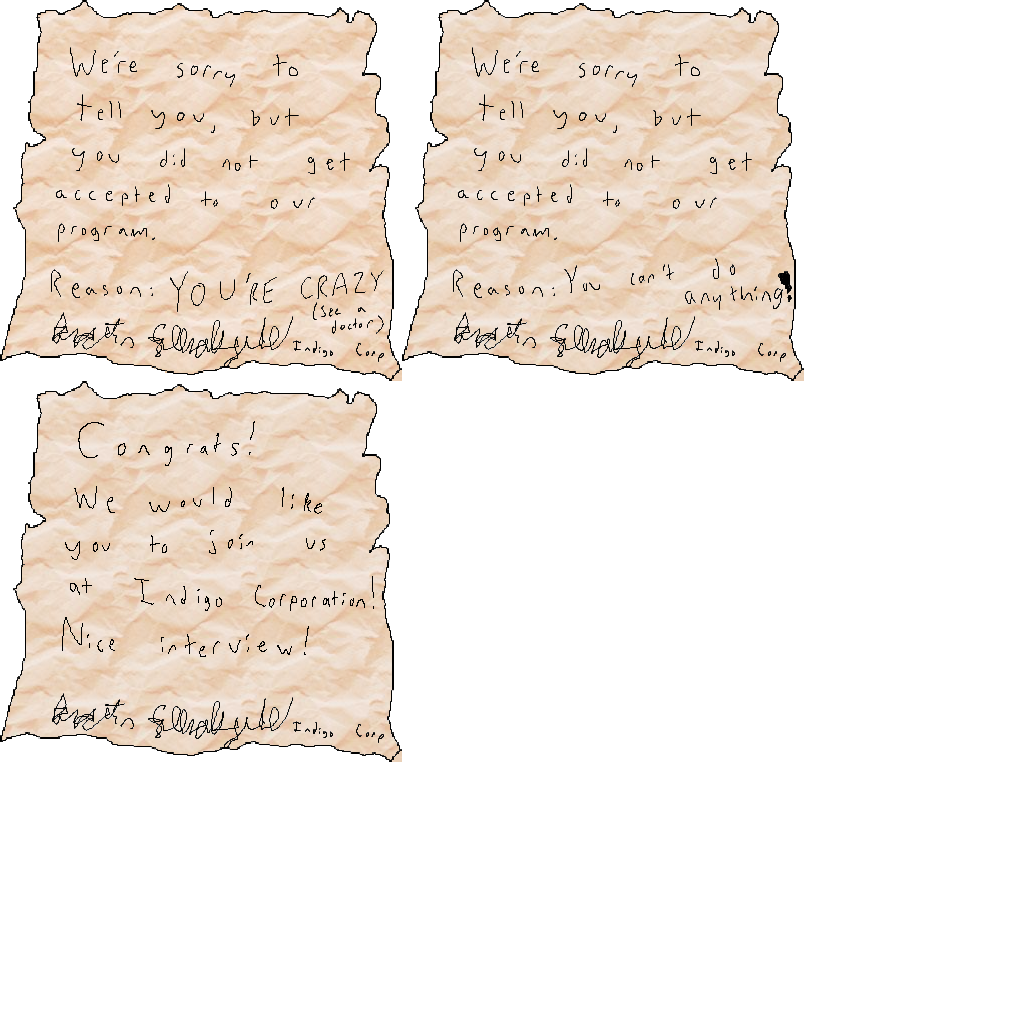 We're sorry to
tell you, but
you did not get
accepted to our
program.
Reason: YOU'RE CRAZY
(see a
doctor)
Indigo Corp
We're sorry to
tell you, but
you did not get
accepted to our
program.
Reason: You can't do
anything!
Indigo Corp
Congrats!
We would like
you to join us
at Indigo Corporation!
Nice interview!
Indigo Corp